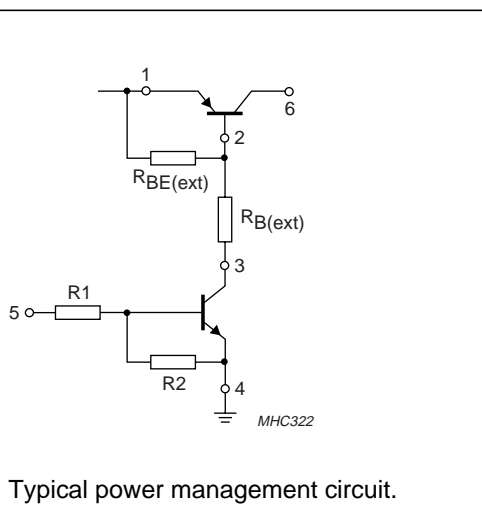 1
6
2
RBE(ext)
RB(ext)
3
R1
5
R2
4
MHC322
Typical power management circuit.